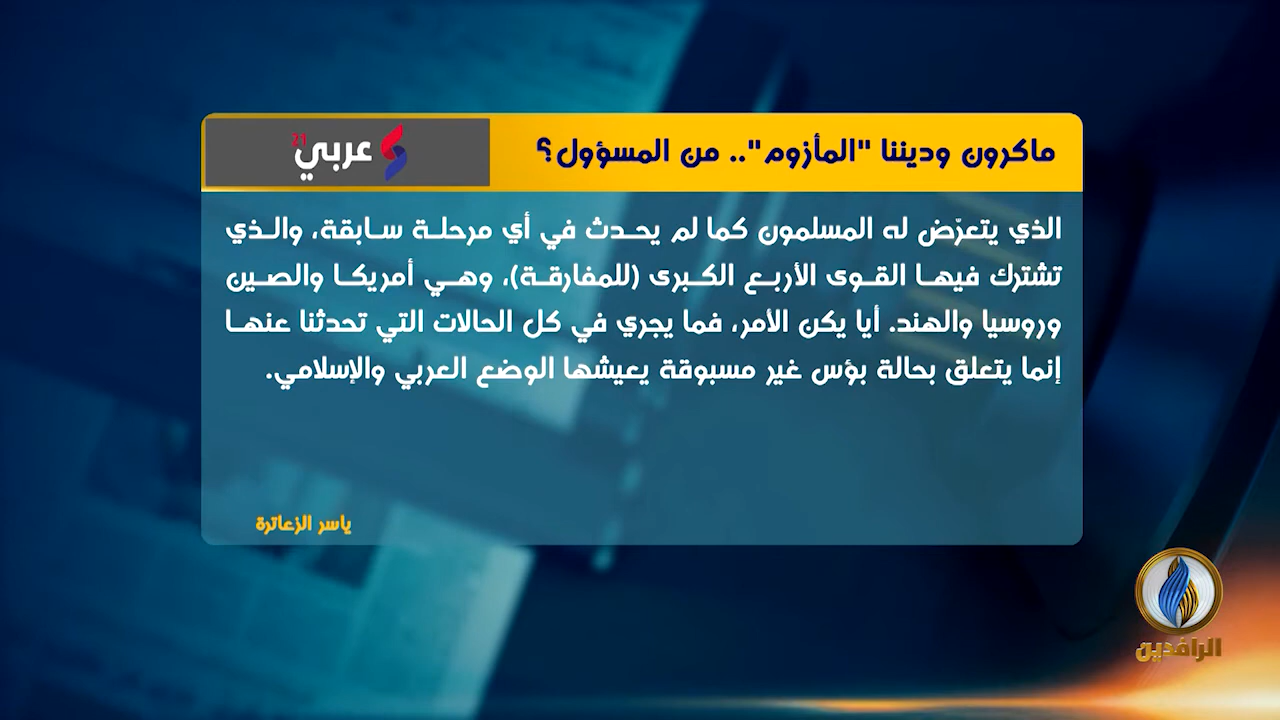 ماكرون وديننا "المأزوم".. من المسؤول؟
عربي 21
الذي يتعرّض له المسلمون كما لم يحدث في أي مرحلة سابقة، والذي
تشترك فيها القوى الأربع الكبرى (للمفارقة)، وهي أمريكا والصين
وروسيا والهند. أيا يكن الأمر، فما يجري في كل الحالات التي تحدثنا عنها
إنما يتعلق بحالة بؤس غير مسبوقة يعيشها الوضع العربي والإسلامي.
ياسر الزعاترة
الرافدين